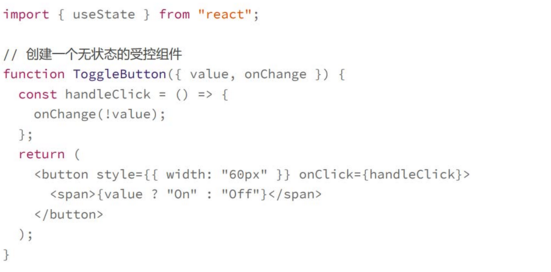 import { useState } from "react";
// 创建一个无状态的受控组件
function ToggleButton({ value, onChange }) {
  const handleClick = () => {
    onChange(!value);
  };
  return (
    <button style={{ width: "60px" }} onClick={handleClick}>
      <span>{value ? "On" : "Off"}</span>
    </button>
  );
}